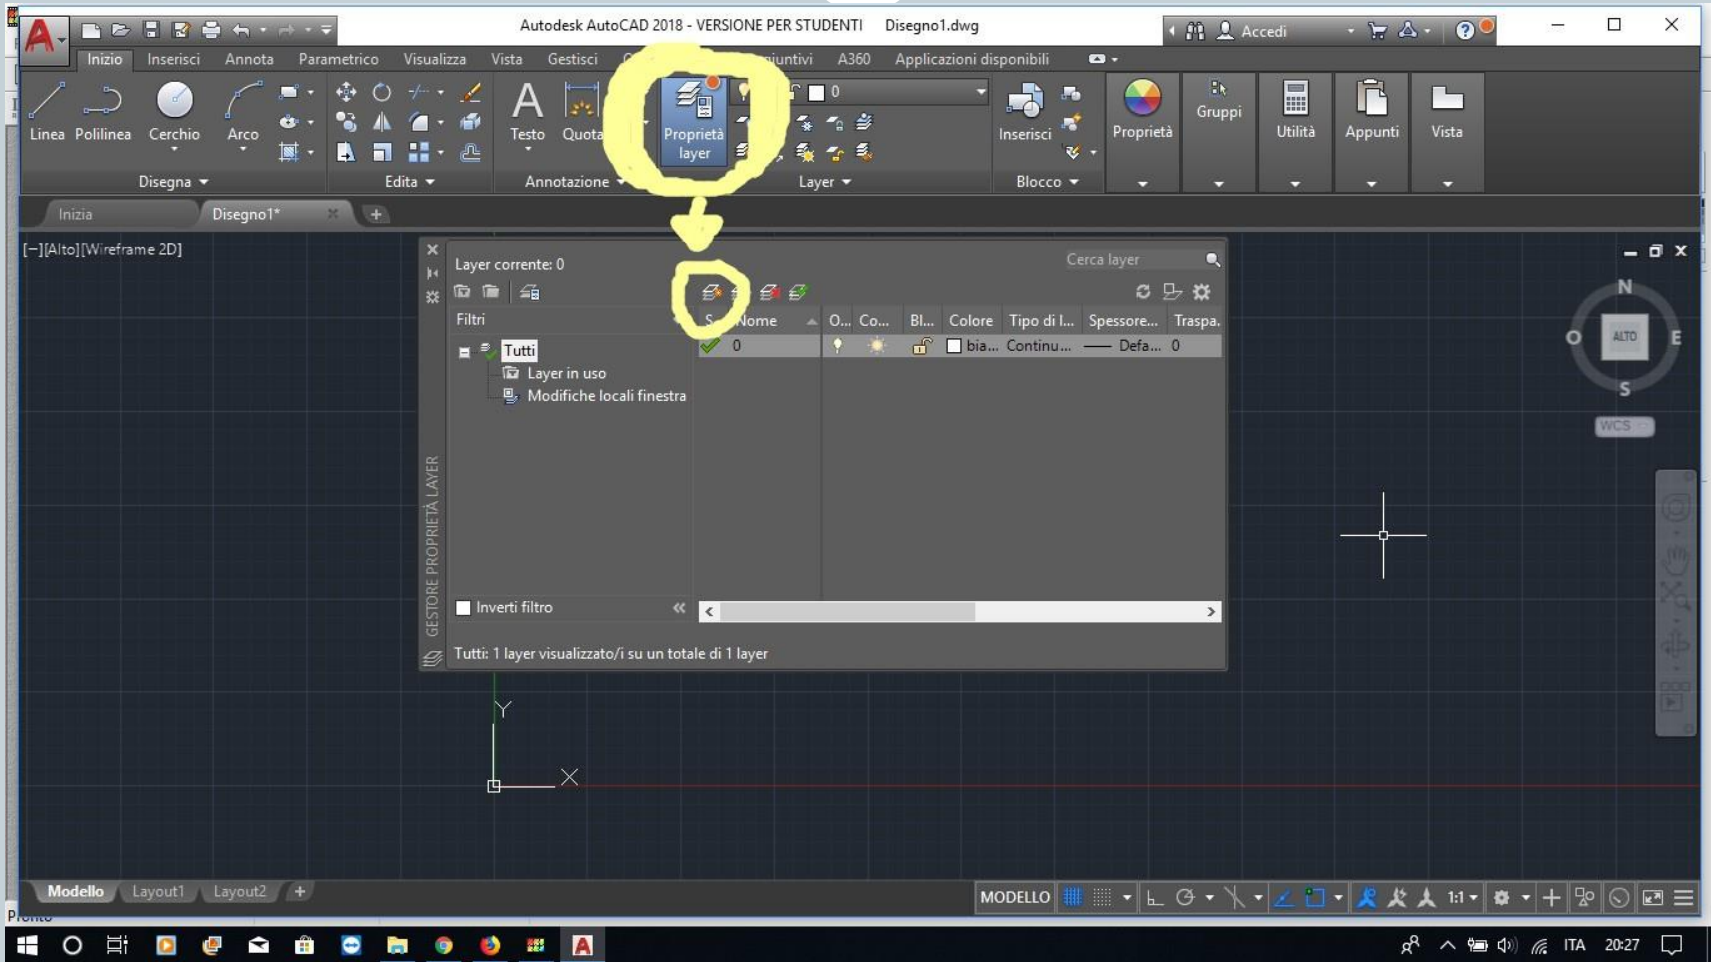 Autodesk AutoCAD 2018 - VERSIONE PER STUDENTI Disegno1.dwg
Accedi
Inizio Inserisci Annota Parametrico Visualizza Vista Gestisci A360 Applicazioni disponibili
0
Linea Polilinea Cerchio Arco
Testo Quota
Proprietà
layer
Inserisci
Proprietà
Gruppi
Utilità
Appunti
Vista
Disegna Edita Annotazione Layer Blocco
Inizia Disegno1*
[−][Alto][Wireframe 2D]
Layer corrente: 0
Cerca layer
Filtri
S... Nome O... Co... Bl... Colore Tipo di l... Spessore... Traspa.
Tutti
0 bia... Continu... Defa... 0
Layer in uso
Modifiche locali finestra
Inverti filtro
GESTORE PROPRIETÀ LAYER
Tutti: 1 layer visualizzato/i su un totale di 1 layer
N
O ALTO E
S
WCS
Y
X
Modello Layout1 Layout2
MODELLO 1:1
Pronto
ITA 20:27